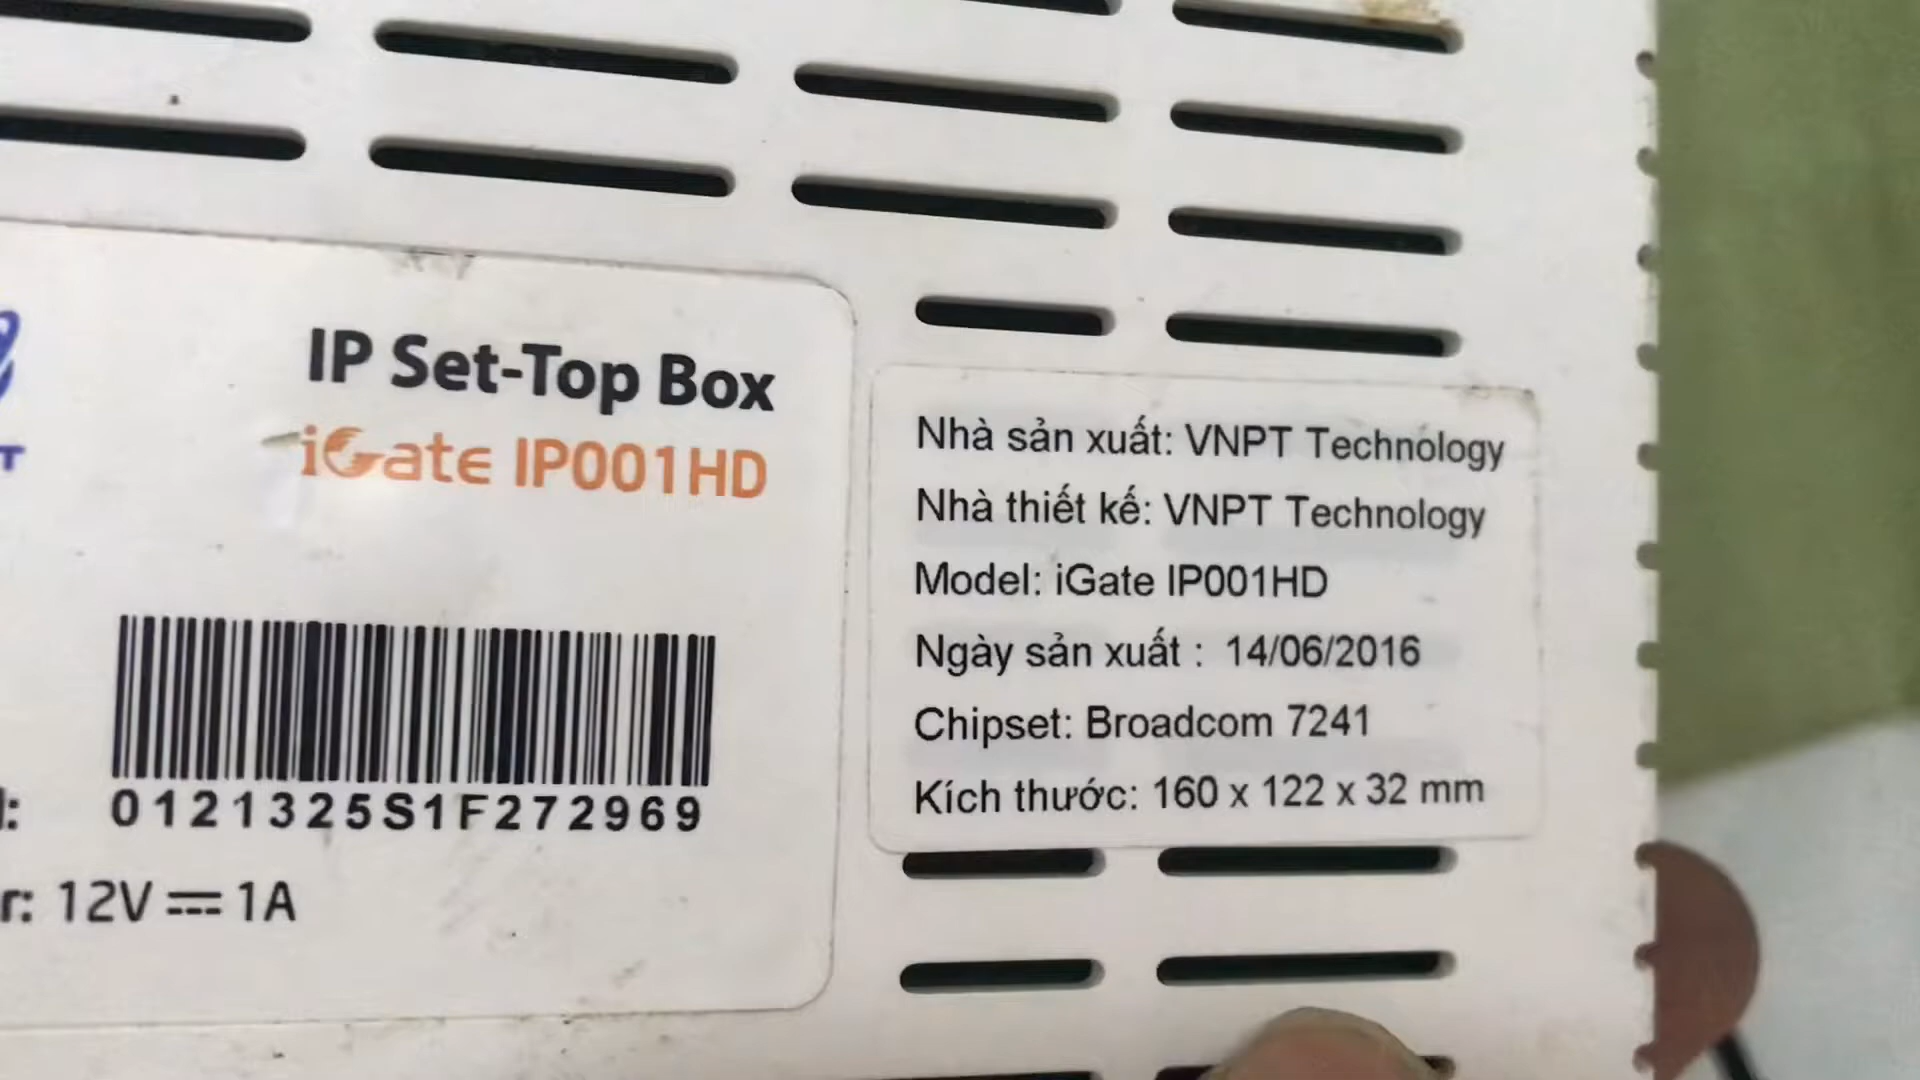 IP Set-Top Box
iGate IP001HD
0121325S1F272969
12V 1A
Nhà sản xuất: VNPT Technology
Nhà thiết kế: VNPT Technology
Model: iGate IP001HD
Ngày sản xuất : 14/06/2016
Chipset: Broadcom 7241
Kích thước: 160 x 122 x 32 mm